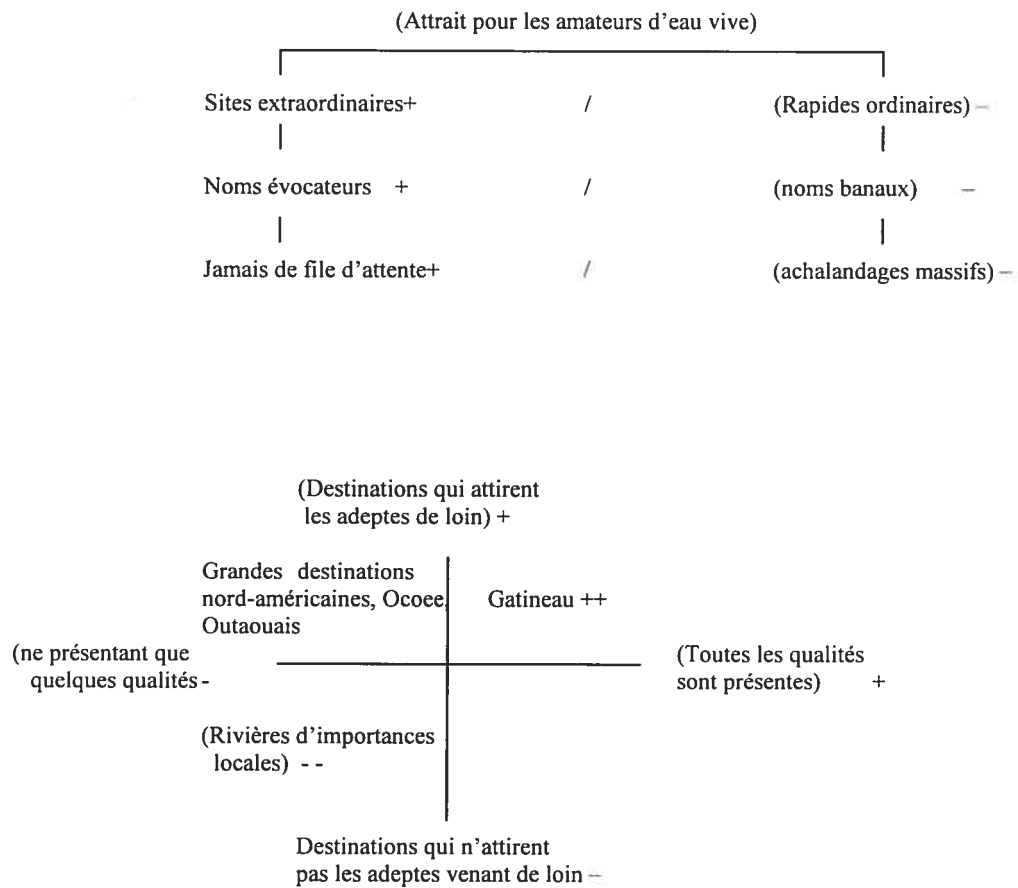 (Attrait pour les amateurs d'eau vive)
Sites extraordinaires+ / (Rapides ordinaires) –
Noms évocateurs + / (noms banaux) –
Jamais de file d'attente+ / (achalandages massifs) –
(Destinations qui attirent
les adeptes de loin) +
Grandes destinations
nord-américaines, Ocoee,
Outaouais
Gatineau ++
(ne présentant que
quelques qualités -
(Toutes les qualités
sont présentes) +
(Rivières d'importances
locales) - -
Destinations qui n'attirent
pas les adeptes venant de loin –